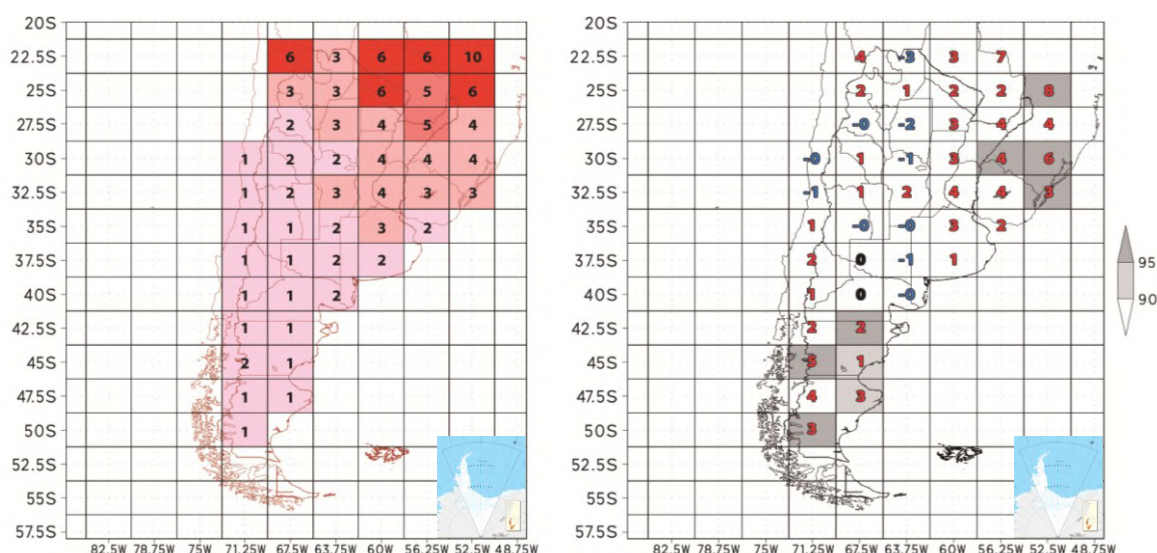 20S
22.5S 6 3 6 6 10
25S 3 3 6 5 6
27.5S 2 3 4 5 4
30S 1 2 2 4 4 4
32.5S 1 2 3 4 3 3
35S 1 1 2 3 2
37.5S 1 1 2 2
40S 1 1 2
42.5S 1 1
45S 2 1
47.5S 1 1
50S 1
52.5S
55S
57.5S
82.5W 78.75W 75W 71.25W 67.5W 63.75W 60W 56.25W 52.5W 48.75W
20S
22.5S 4 -3 3 7
25S 2 1 2 2 8
27.5S -0 -2 3 4 4
30S -0 1 -1 3 4 6
32.5S -1 1 2 4 4 3
35S 1 -0 -0 3 2
37.5S 2 0 -1 1
40S 1 0 -0
42.5S 2 2
45S 5 1
47.5S 4 3
50S 3
52.5S
55S
57.5S
82.5W 78.75W 75W 71.25W 67.5W 63.75W 60W 56.25W 52.5W 48.75W
95
90